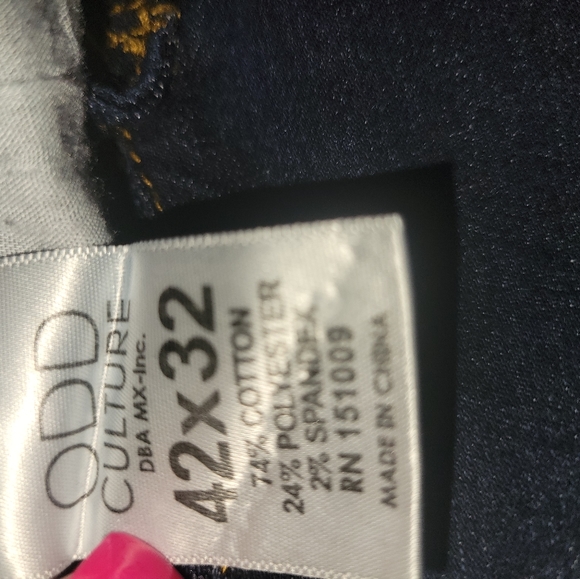 ODD
CULTURE
DBA MX-Inc.
42x32
74% COTTON
24% POLYESTER
2% SPANDEX
RN 151009
MADE IN CHINA